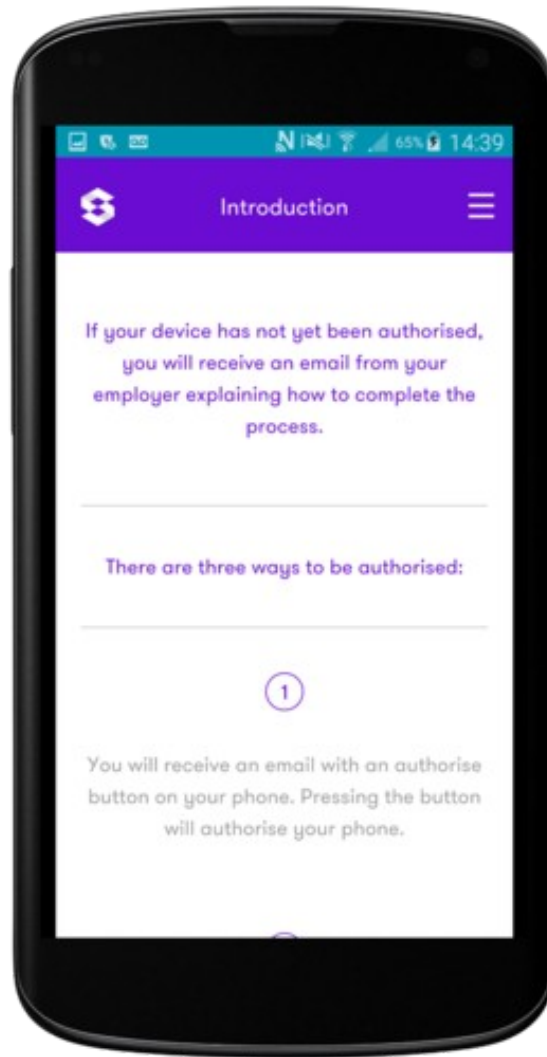 65% 14:39
Introduction
If your device has not yet been authorised,
you will receive an email from your
employer explaining how to complete the
process.
There are three ways to be authorised:
1
You will receive an email with an authorise
button on your phone. Pressing the button
will authorise your phone.